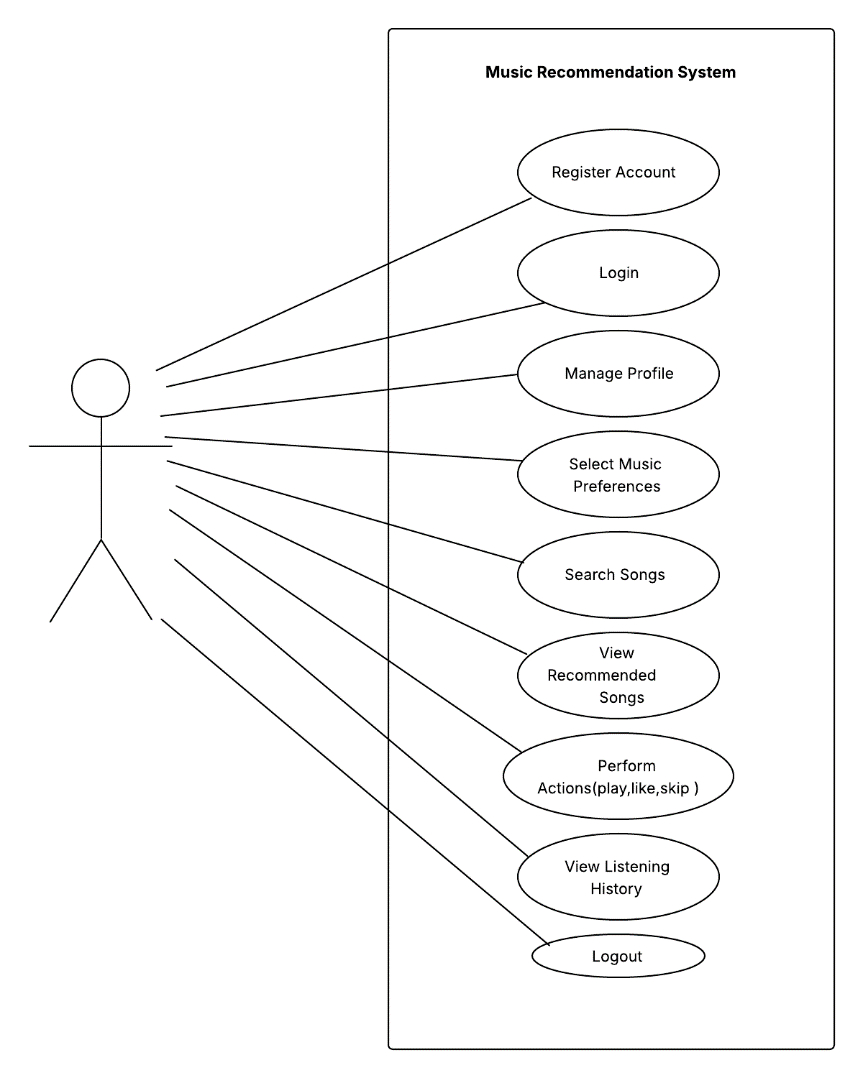 Music Recommendation System
Register Account
Login
Manage Profile
Select Music
Preferences
Search Songs
View
Recommended
Songs
Perform
Actions(play,like,skip )
View Listening
History
Logout